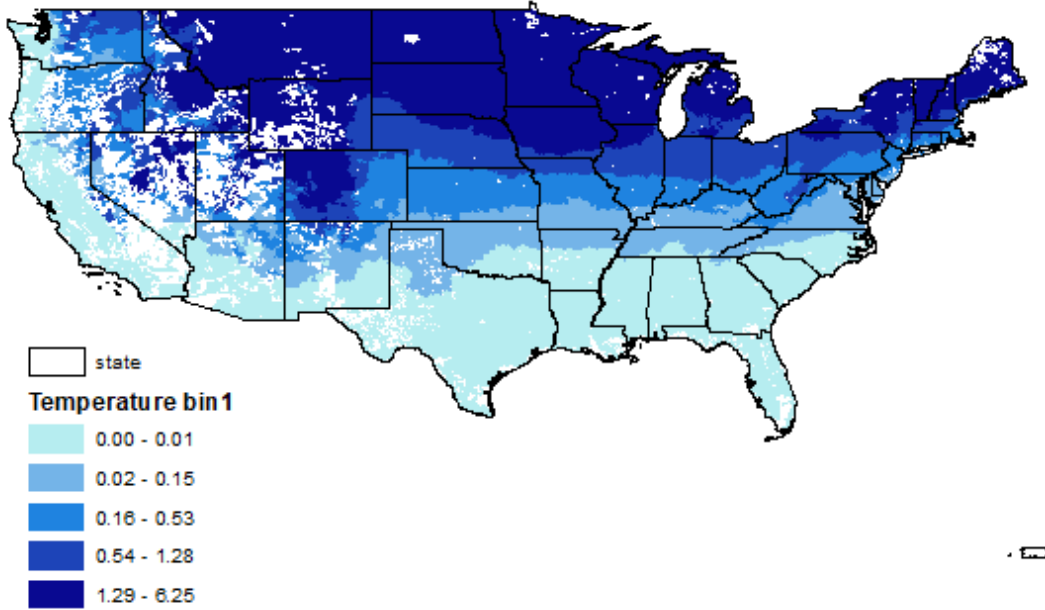 state
Temperature bin1
0.00 - 0.01
0.02 - 0.15
0.16 - 0.53
0.54 - 1.28
1.29 - 6.25